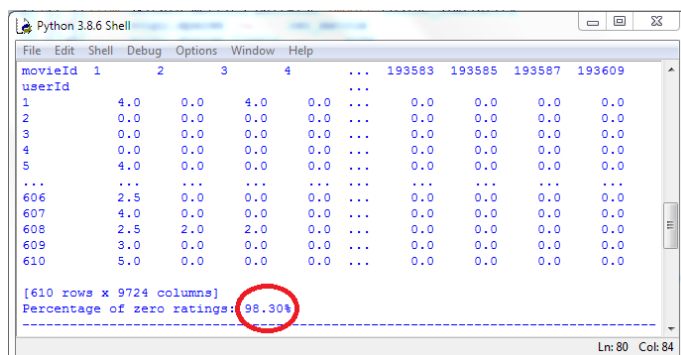 Python 3.8.6 Shell
File Edit Shell Debug Options Window Help
movieId 1 2 3 4 ... 193583 193585 193587 193609
userId ...
1 4.0 0.0 4.0 0.0 ... 0.0 0.0 0.0 0.0
2 0.0 0.0 0.0 0.0 ... 0.0 0.0 0.0 0.0
3 0.0 0.0 0.0 0.0 ... 0.0 0.0 0.0 0.0
4 0.0 0.0 0.0 0.0 ... 0.0 0.0 0.0 0.0
5 4.0 0.0 0.0 0.0 ... 0.0 0.0 0.0 0.0
... ... ... ... ... ... ... ... ... ...
606 2.5 0.0 0.0 0.0 ... 0.0 0.0 0.0 0.0
607 4.0 0.0 0.0 0.0 ... 0.0 0.0 0.0 0.0
608 2.5 2.0 2.0 0.0 ... 0.0 0.0 0.0 0.0
609 3.0 0.0 0.0 0.0 ... 0.0 0.0 0.0 0.0
610 5.0 0.0 0.0 0.0 ... 0.0 0.0 0.0 0.0
[610 rows x 9724 columns]
Percentage of zero ratings: 98.30%
--------------------------------------------------------------------------------
Ln: 80 Col: 84